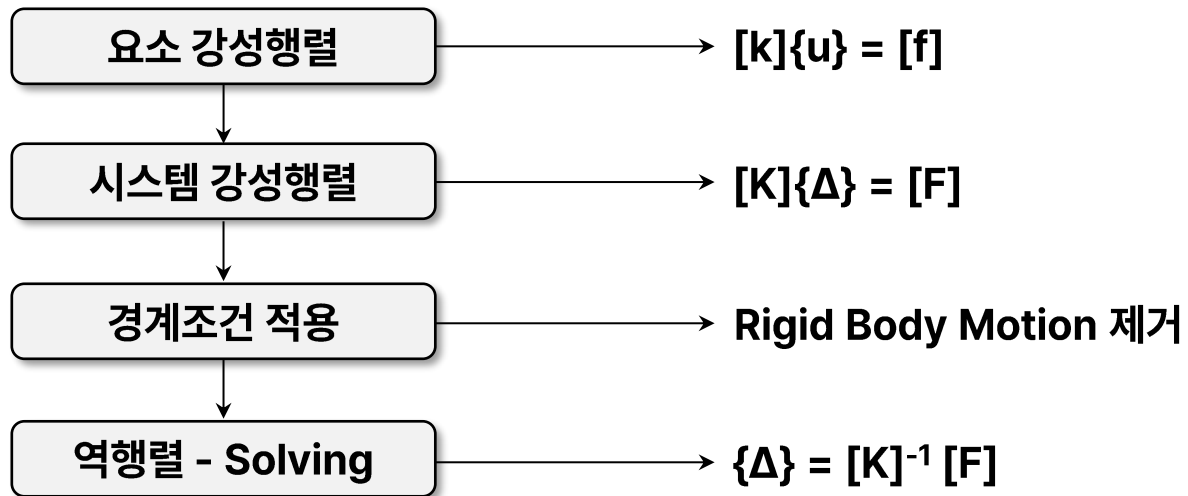 요소 강성행렬
[k]{u} = [f]
시스템 강성행렬
[K]{Δ} = [F]
경계조건 적용
Rigid Body Motion 제거
역행렬 - Solving
{Δ} = [K]⁻¹ [F]